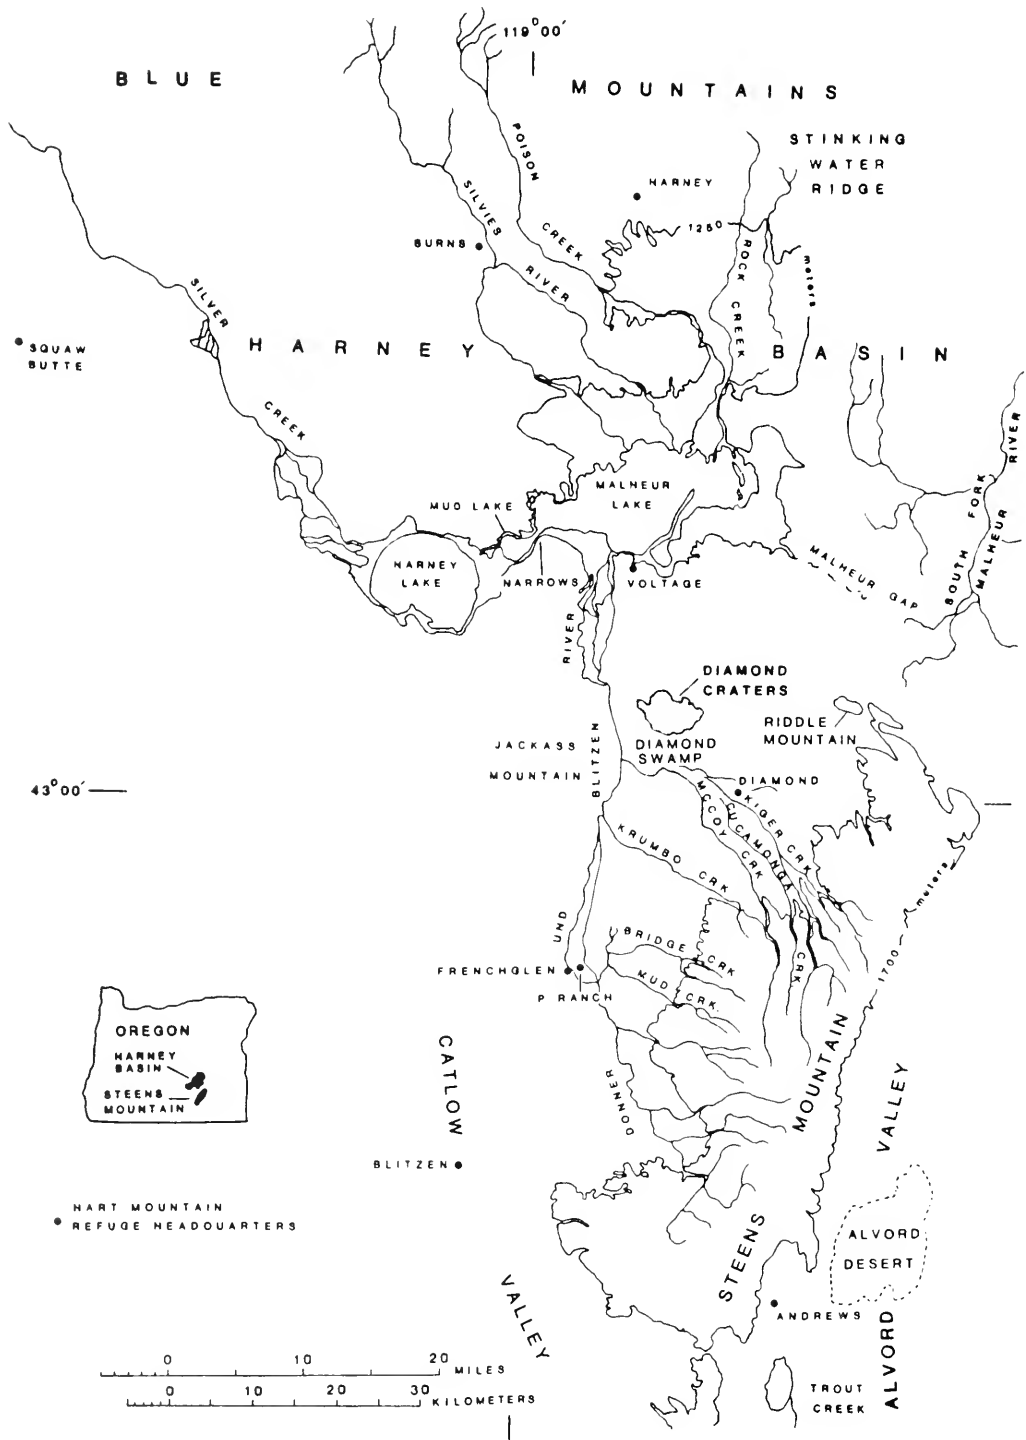 119°00′
BLUE
MOUNTAINS
STINKING
WATER
RIDGE
POISON
CREEK
HARNEY
SILVIES
RIVER
BURNS
1250
meters
ROCK CREEK
SILVER
CREEK
SQUAW
BUTTE
HARNEY
BASIN
MALHEUR
LAKE
MUD LAKE
HARNEY
LAKE
NARROWS
VOLTAGE
MALHEUR GAP
SOUTH FORK
MALHEUR RIVER
RIVER
DIAMOND
CRATERS
RIDDLE
MOUNTAIN
JACKASS
MOUNTAIN
BLITZEN
DIAMOND
SWAMP
DIAMOND
43°00′
KIGER CRK
CUCAMONGA
CRK
MCCOY CRK
KRUMBO CRK
meters
1700
UND
BRIDGE CRK
FRENCHGLEN
MUD CRK.
P RANCH
OREGON
HARNEY
BASIN
STEENS
MOUNTAIN
CATLOW
DONNER
MOUNTAIN
VALLEY
BLITZEN
HART MOUNTAIN
REFUGE HEADQUARTERS
STEENS
ALVORD
DESERT
VALLEY
ANDREWS
ALVORD
0 10 20
MILES
0 10 20 30
KILOMETERS
TROUT
CREEK